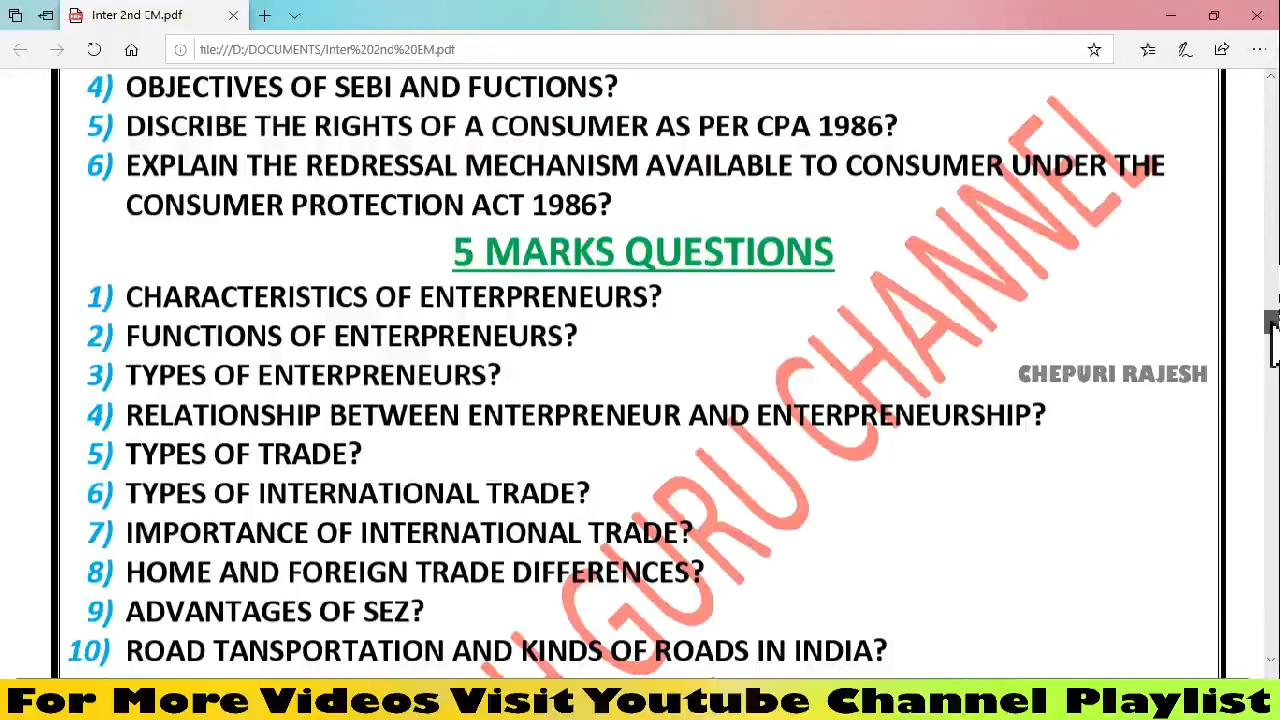 Inter 2nd EM.pdf
file:///D:/DOCUMENTS/Inter%202nd%20EM.pdf
4) OBJECTIVES OF SEBI AND FUCTIONS?
5) DISCRIBE THE RIGHTS OF A CONSUMER AS PER CPA 1986?
6) EXPLAIN THE REDRESSAL MECHANISM AVAILABLE TO CONSUMER UNDER THE
CONSUMER PROTECTION ACT 1986?
5 MARKS QUESTIONS
1) CHARACTERISTICS OF ENTERPRENEURS?
2) FUNCTIONS OF ENTERPRENEURS?
3) TYPES OF ENTERPRENEURS?
CHEPURI RAJESH
4) RELATIONSHIP BETWEEN ENTERPRENEUR AND ENTERPRENEURSHIP?
5) TYPES OF TRADE?
6) TYPES OF INTERNATIONAL TRADE?
7) IMPORTANCE OF INTERNATIONAL TRADE?
8) HOME AND FOREIGN TRADE DIFFERENCES?
9) ADVANTAGES OF SEZ?
10) ROAD TANSPORTATION AND KINDS OF ROADS IN INDIA?
GURU CHANNEL
For More Videos Visit Youtube Channel Playlist